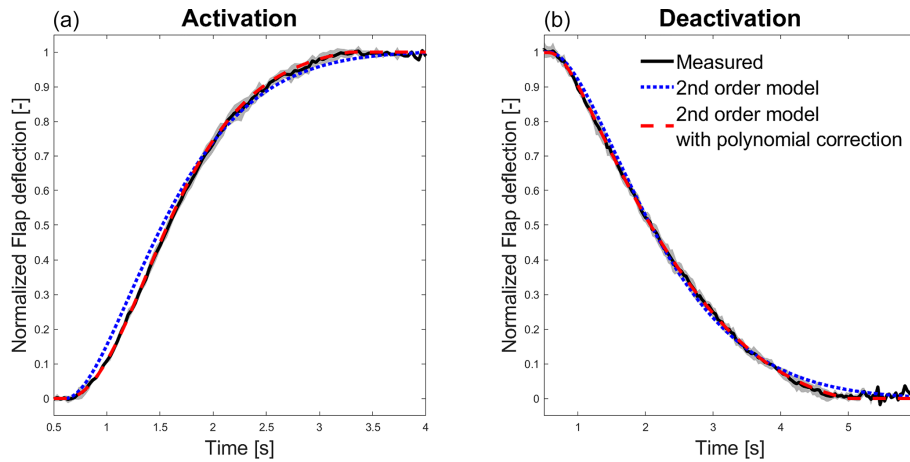 (a)
Activation
Normalized Flap deflection [-]
1
0.9
0.8
0.7
0.6
0.5
0.4
0.3
0.2
0.1
0
0.5
1
1.5
2
2.5
3
3.5
4
Time [s]
(b)
Deactivation
Measured
2nd order model
2nd order model
with polynomial correction
Normalized Flap deflection [-]
1
0.9
0.8
0.7
0.6
0.5
0.4
0.3
0.2
0.1
0
1
2
3
4
5
Time [s]